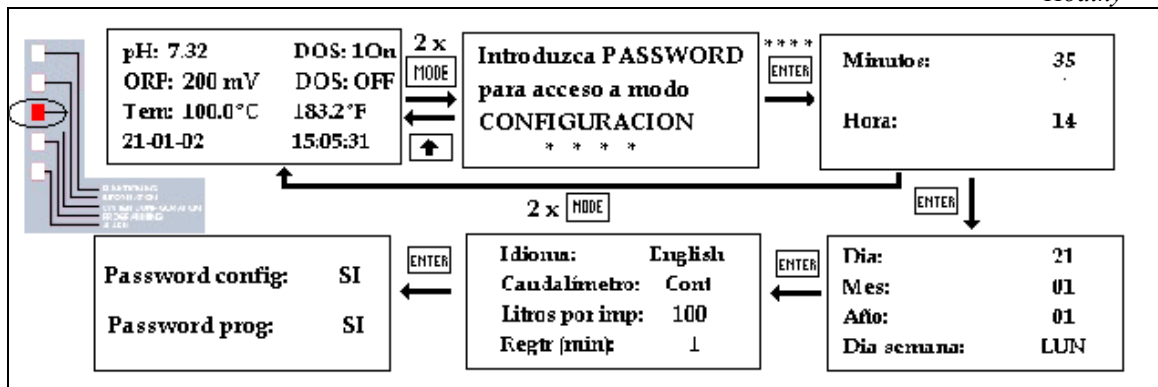 pH: 7.32 DOS: 1On
ORP: 200 mV DOS: OFF
Tem: 100.0°C 183.2°F
21-01-02 15:05:31
2 x
MODE
Introduzca PASSWORD
para acceso a modo
CONFIGURACION
* * * *
* * * *
ENTER
Minutos: 35
Hora: 14
2 x MODE
ENTER
Password config: SI
Password prog: SI
ENTER
Idioma: English
Caudalímetro: Cont
Litros por imp: 100
Regtr (min): 1
ENTER
Dia: 21
Mes: 01
Año: 01
Dia semana: LUN